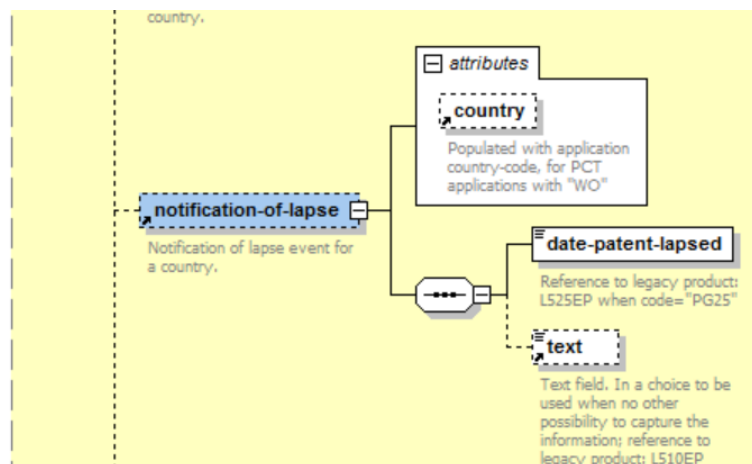 country.
attributes
country
Populated with application
country-code, for PCT
applications with "WO"
notification-of-lapse
Notification of lapse event for
a country.
date-patent-lapsed
Reference to legacy product:
L525EP when code="PG25"
text
Text field. In a choice to be
used when no other
possibility to capture the
information; reference to
legacy product: L510EP